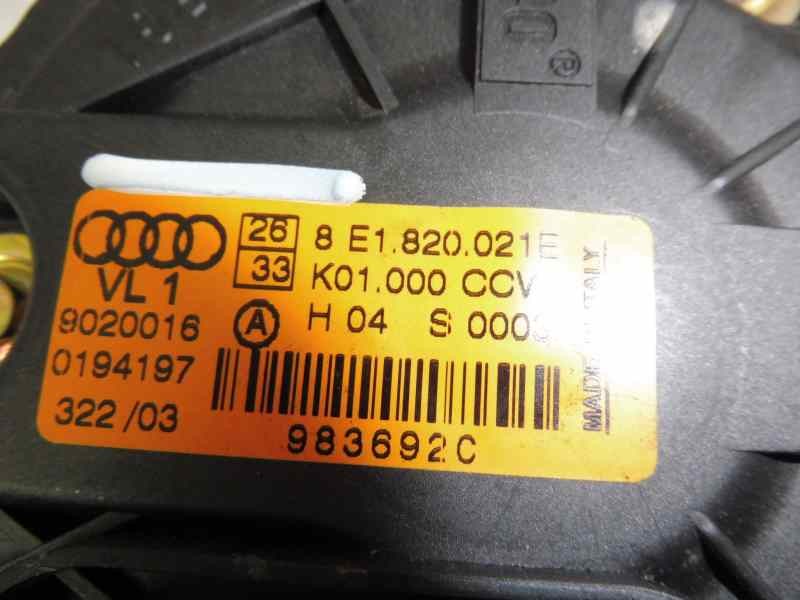 ®
26 8 E1.820.021E
33 K01.000 CCV
VL 1
9020016 A H 04 S 000
0194197
322/03
983692C
MADE IN ITALY